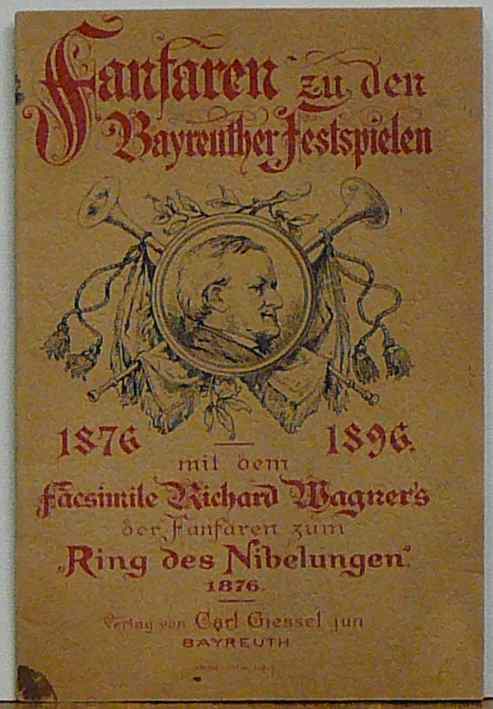 Fanfaren zu den
Bayreuther Festspielen
1876 1896.
mit dem
Facsimile Richard Wagner's
der Fanfaren zum
„Ring des Nibelungen"
1876.
Verlag von Carl Giessel jun
BAYREUTH